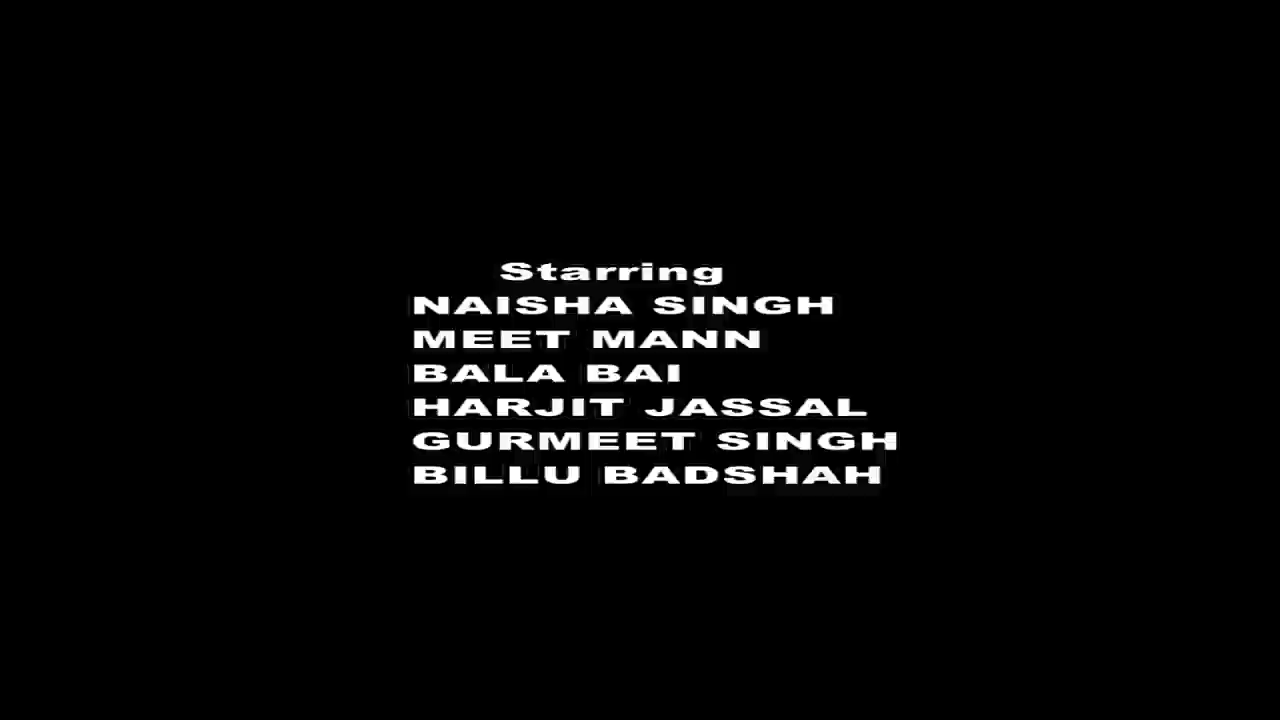 Starring
NAISHA SINGH
MEET MANN
BALA BAI
HARJIT JASSAL
GURMEET SINGH
BILLU BADSHAH